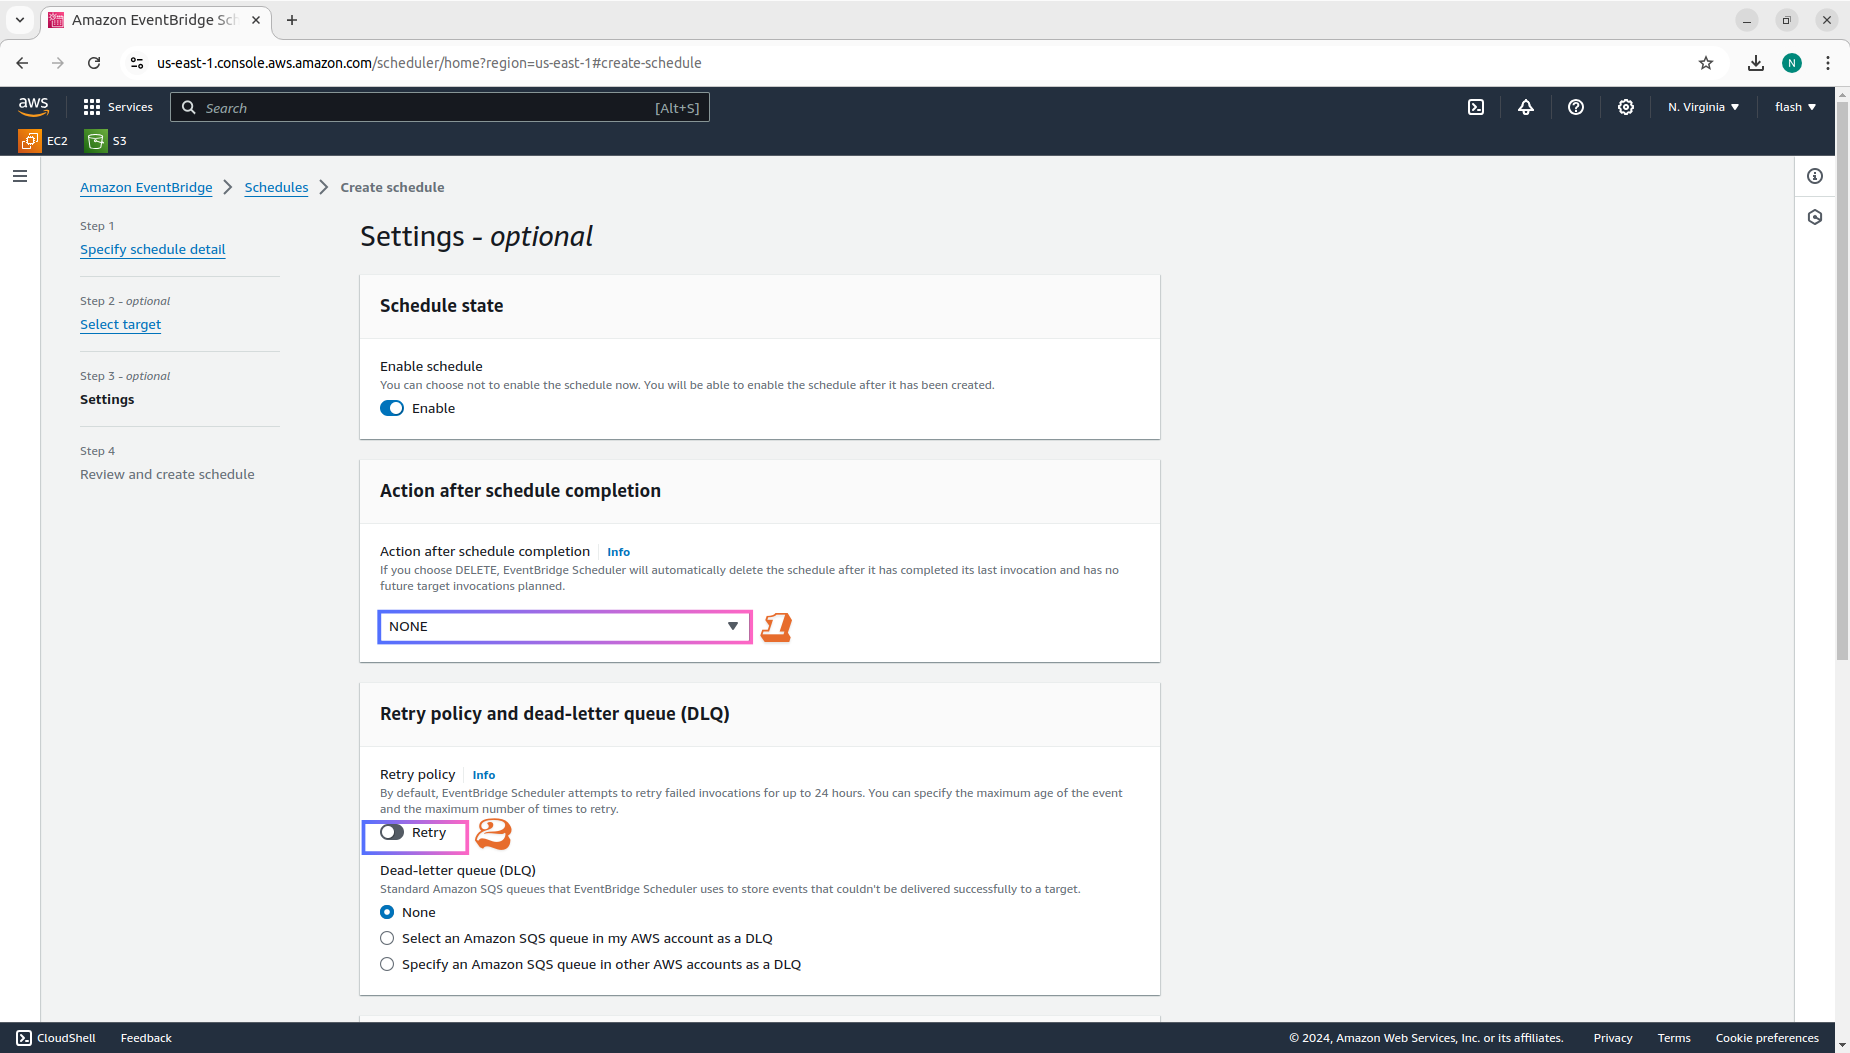 Amazon EventBridge Sch
us-east-1.console.aws.amazon.com/scheduler/home?region=us-east-1#create-schedule
N
aws
Services
Search
[Alt+S]
N. Virginia
flash
EC2
S3
Amazon EventBridge
Schedules
Create schedule
Step 1
Specify schedule detail
Step 2 - optional
Select target
Step 3 - optional
Settings
Step 4
Review and create schedule
Settings - optional
Schedule state
Enable schedule
You can choose not to enable the schedule now. You will be able to enable the schedule after it has been created.
Enable
Action after schedule completion
Action after schedule completion Info
If you choose DELETE, EventBridge Scheduler will automatically delete the schedule after it has completed its last invocation and has no
future target invocations planned.
NONE
1
Retry policy and dead-letter queue (DLQ)
Retry policy Info
By default, EventBridge Scheduler attempts to retry failed invocations for up to 24 hours. You can specify the maximum age of the event
and the maximum number of times to retry.
Retry
2
Dead-letter queue (DLQ)
Standard Amazon SQS queues that EventBridge Scheduler uses to store events that couldn't be delivered successfully to a target.
None
Select an Amazon SQS queue in my AWS account as a DLQ
Specify an Amazon SQS queue in other AWS accounts as a DLQ
CloudShell
Feedback
© 2024, Amazon Web Services, Inc. or its affiliates.
Privacy
Terms
Cookie preferences